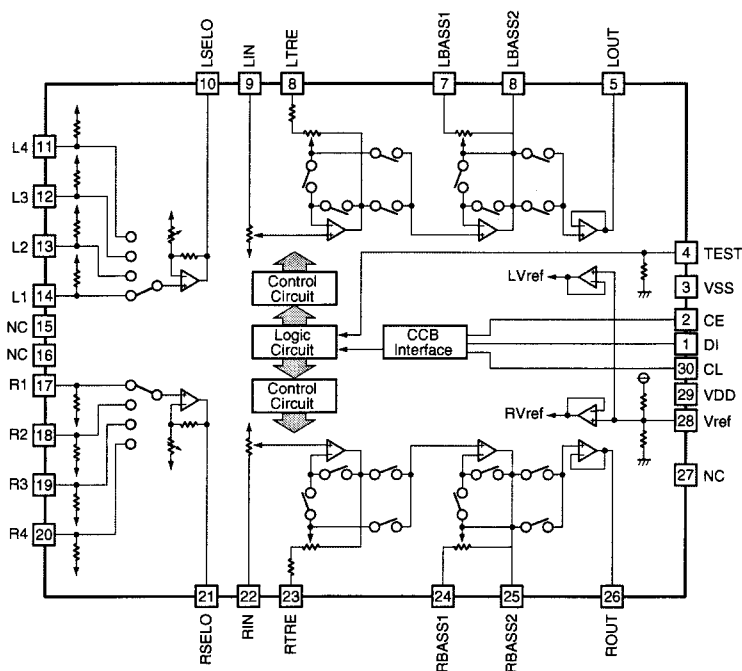 LSELO
LIN
LTRE
LBASS1
LBASS2
LOUT
10
9
8
7
8
5
L4 11
L3 12
L2 13
L1 14
NC 15
NC 16
R1 17
R2 18
R3 19
R4 20
Control
Circuit
Logic
Circuit
Control
Circuit
CCB
Interface
LVref
RVref
4 TEST
3 VSS
2 CE
1 DI
30 CL
29 VDD
28 Vref
27 NC
21
22
23
24
25
26
RSELO
RIN
RTRE
RBASS1
RBASS2
ROUT